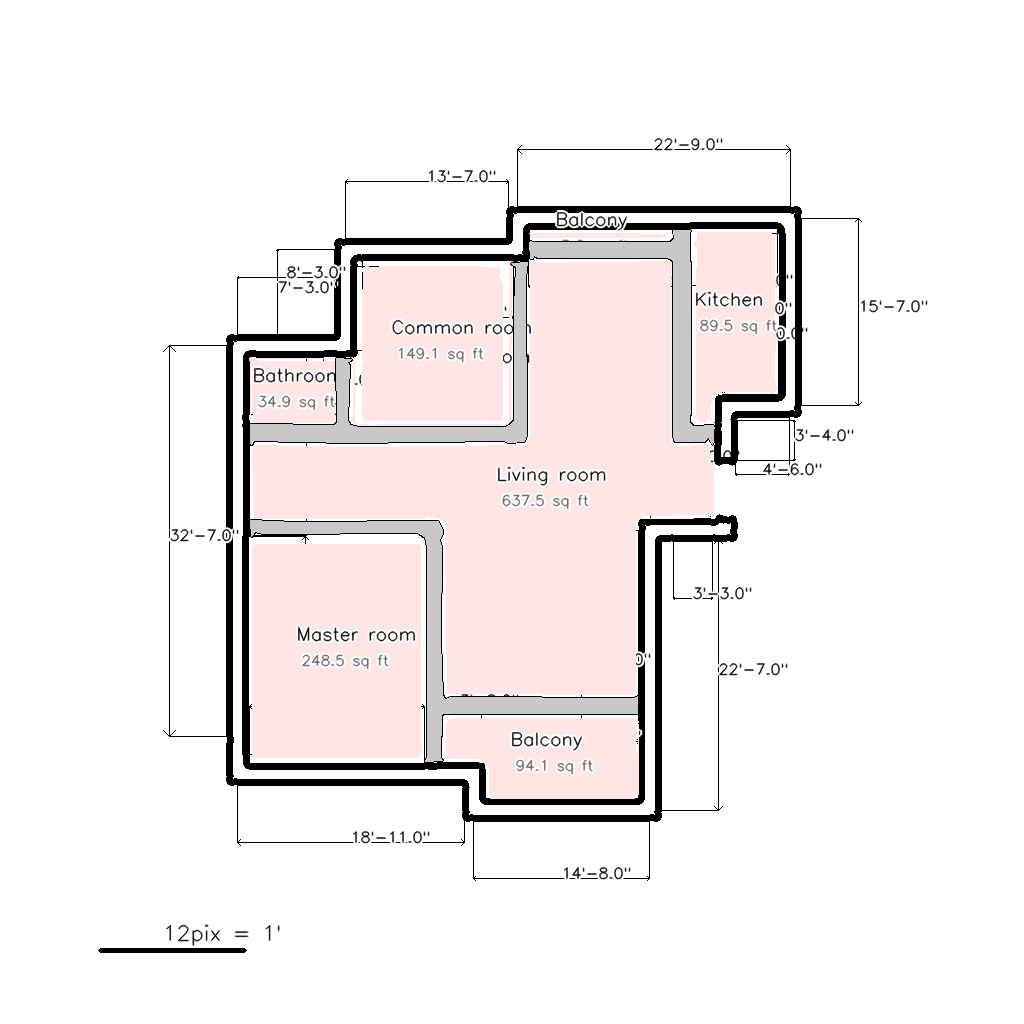 22'-9.0"
13'-7.0"
Balcony
8'-3.0"
7'-3.0"
Kitchen
89.5 sq ft
15'-7.0"
Common room
149.1 sq ft
Bathroom
34.9 sq ft
3'-4.0"
4'-6.0"
Living room
637.5 sq ft
32'-7.0"
3'-3.0"
Master room
248.5 sq ft
22'-7.0"
Balcony
94.1 sq ft
18'-11.0"
14'-8.0"
12pix = 1'